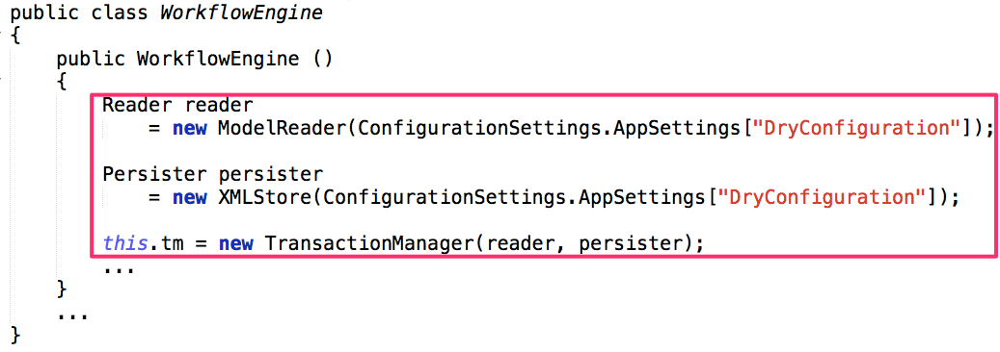 public class WorkflowEngine
{
    public WorkflowEngine ()
    {
        Reader reader
            = new ModelReader(ConfigurationSettings.AppSettings["DryConfiguration"]);

        Persister persister
            = new XMLStore(ConfigurationSettings.AppSettings["DryConfiguration"]);

        this.tm = new TransactionManager(reader, persister);
        ...
    }
    ...
}